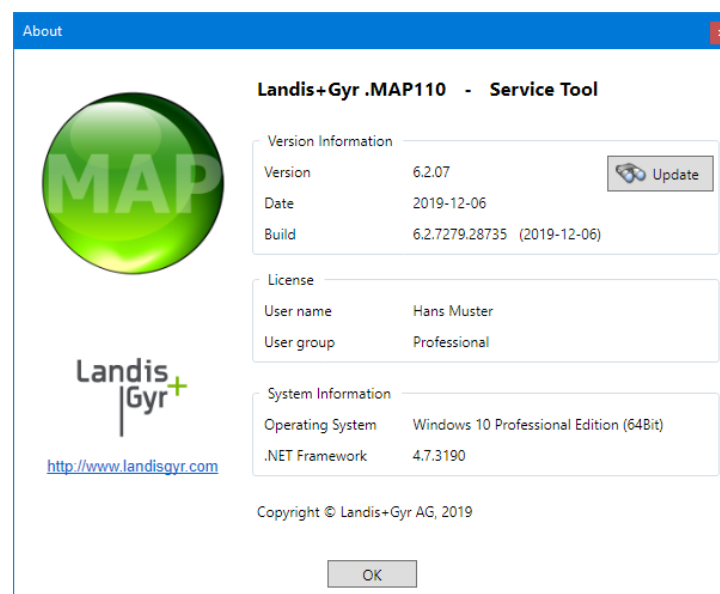 About
Landis+Gyr .MAP110 - Service Tool
MAP
Version Information
Version 6.2.07
Update
Date 2019-12-06
Build 6.2.7279.28735 (2019-12-06)
License
User name Hans Muster
User group Professional
Landis+
Gyr
System Information
Operating System Windows 10 Professional Edition (64Bit)
.NET Framework 4.7.3190
http://www.landisgyr.com
Copyright © Landis+Gyr AG, 2019
OK